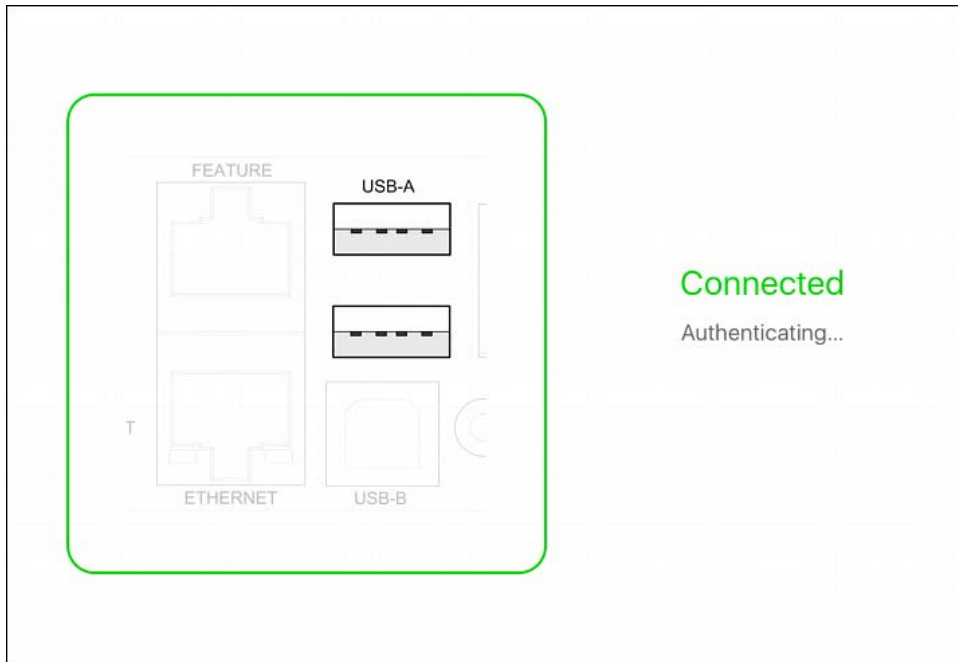 FEATURE
USB-A
Connected
Authenticating...
T
ETHERNET
USB-B